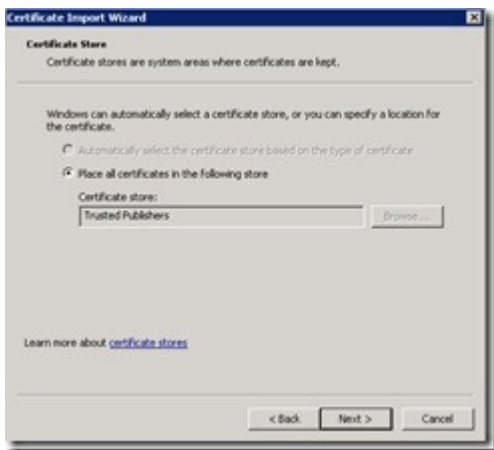 Certificate Import Wizard
Certificate Store
Certificate stores are system areas where certificates are kept.
Windows can automatically select a certificate store, or you can specify a location for
the certificate.
Automatically select the certificate store based on the type of certificate
Place all certificates in the following store
Certificate store:
Trusted Publishers
Browse...
Learn more about certificate stores
< Back
Next >
Cancel